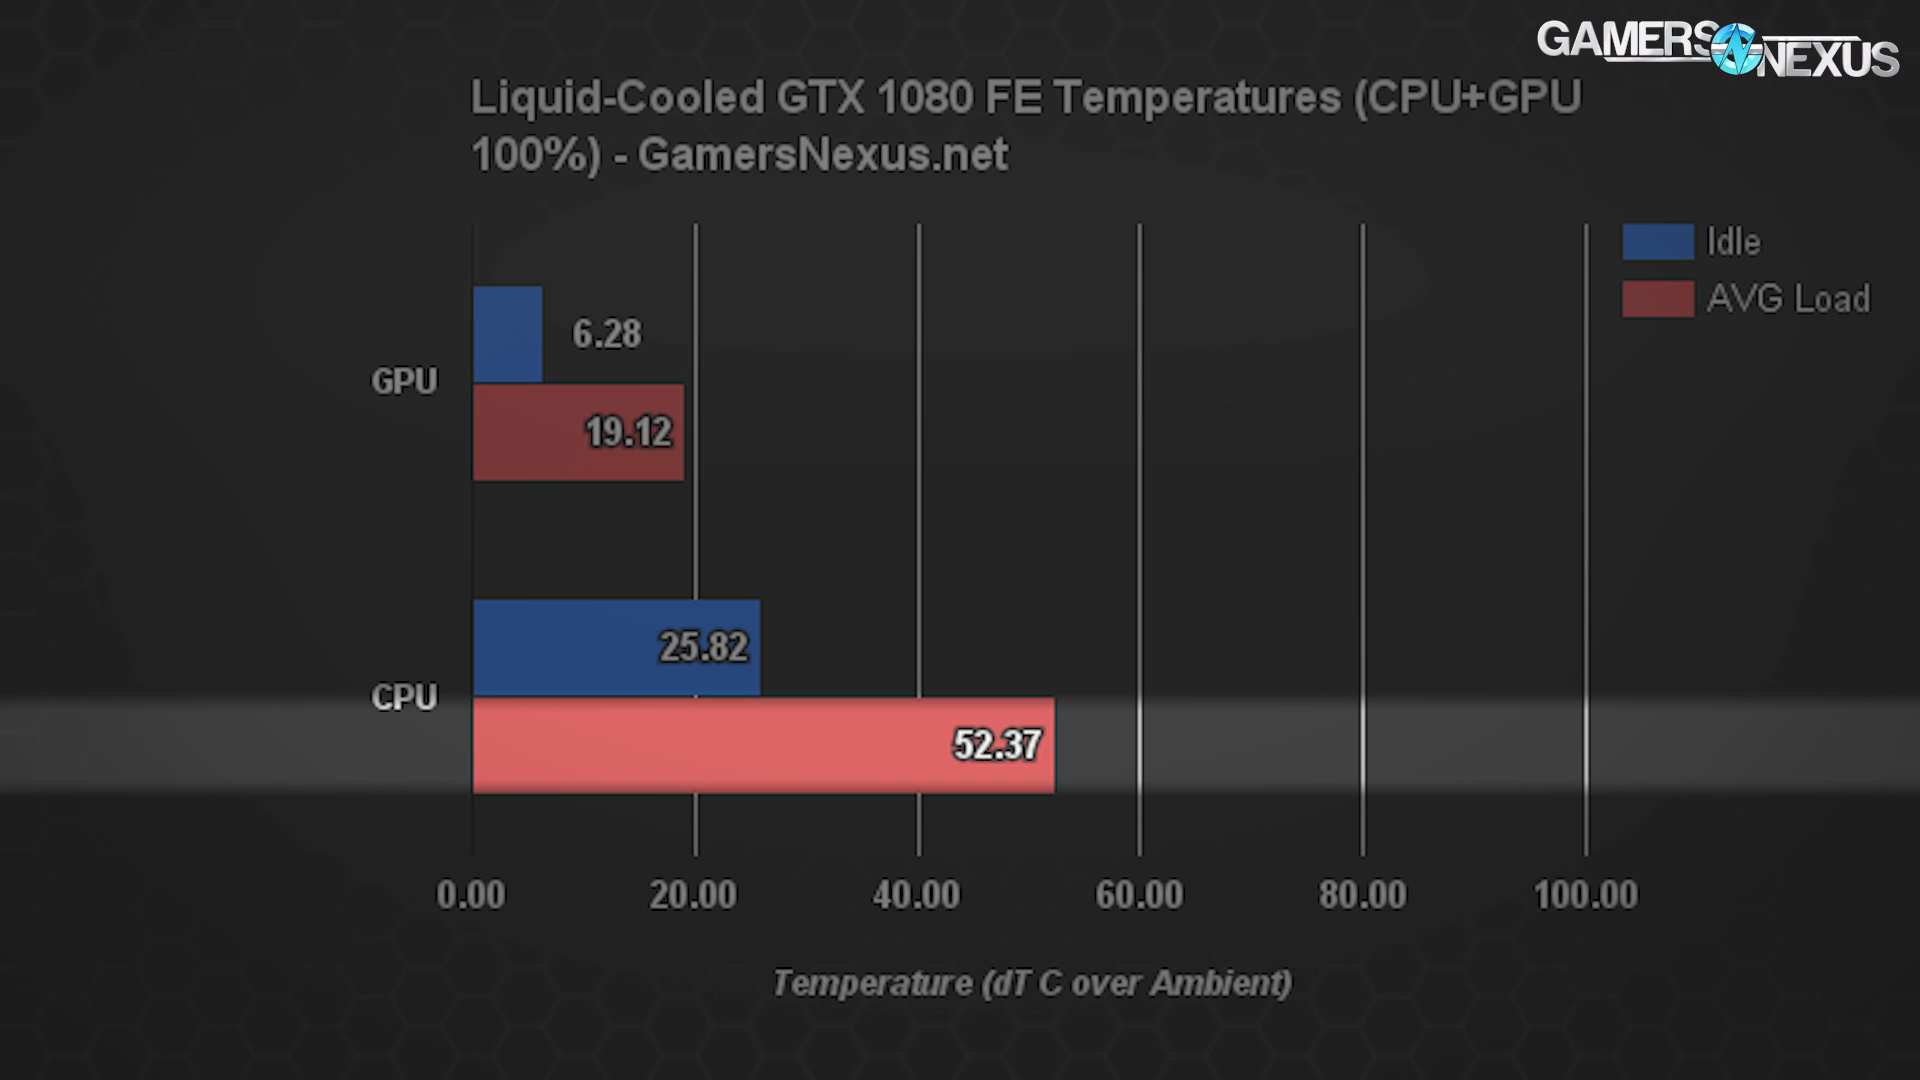 GAMERS NEXUS
Liquid-Cooled GTX 1080 FE Temperatures (CPU+GPU
100%) - GamersNexus.net
Idle
AVG Load
GPU
6.28
19.12
CPU
25.82
52.37
0.00 20.00 40.00 60.00 80.00 100.00
Temperature (dT C over Ambient)